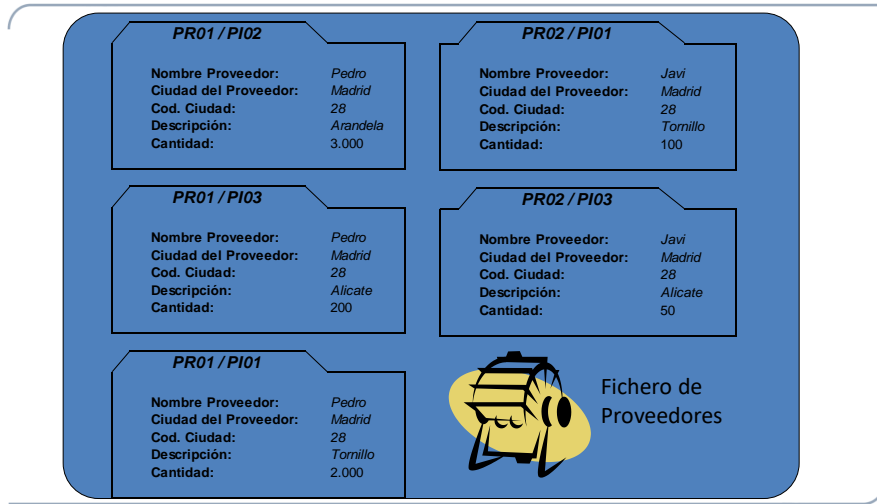 PR01 / PI02
Nombre Proveedor: Pedro
Ciudad del Proveedor: Madrid
Cod. Ciudad: 28
Descripción: Arandela
Cantidad: 3.000
PR02 / PI01
Nombre Proveedor: Javi
Ciudad del Proveedor: Madrid
Cod. Ciudad: 28
Descripción: Tornillo
Cantidad: 100
PR01 / PI03
Nombre Proveedor: Pedro
Ciudad del Proveedor: Madrid
Cod. Ciudad: 28
Descripción: Alicate
Cantidad: 200
PR02 / PI03
Nombre Proveedor: Javi
Ciudad del Proveedor: Madrid
Cod. Ciudad: 28
Descripción: Alicate
Cantidad: 50
PR01 / PI01
Nombre Proveedor: Pedro
Ciudad del Proveedor: Madrid
Cod. Ciudad: 28
Descripción: Tornillo
Cantidad: 2.000
Fichero de
Proveedores